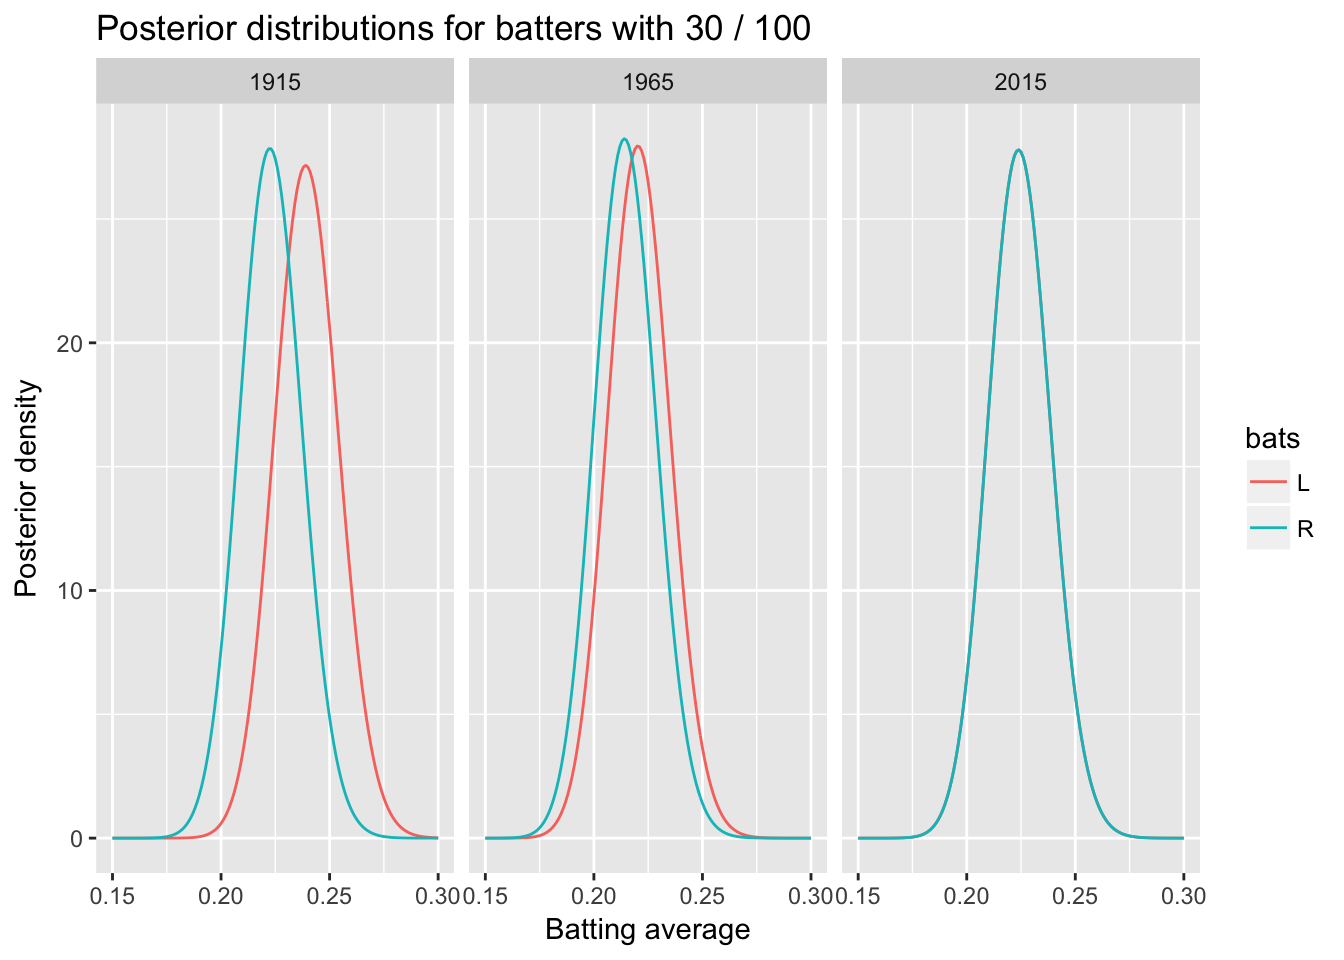 Posterior distributions for batters with 30 / 100
1915 1965 2015
20
10
0
Posterior density
0.15 0.20 0.25 0.30 0.15 0.20 0.25 0.30 0.15 0.20 0.25 0.30
Batting average
bats
L
R